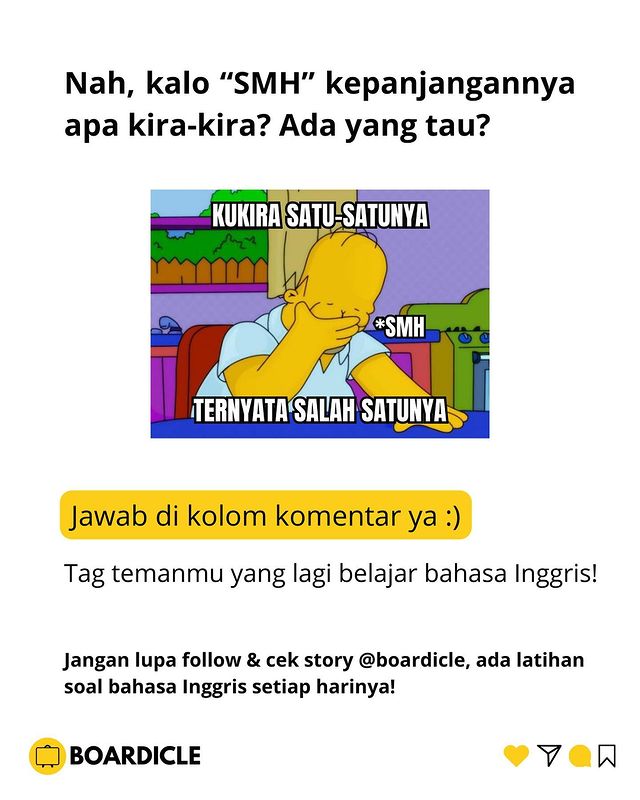 Nah, kalo “SMH” kepanjangannya
apa kira-kira? Ada yang tau?
KUKIRA SATU-SATUNYA
*SMH
TERNYATA SALAH SATUNYA
Jawab di kolom komentar ya :)
Tag temanmu yang lagi belajar bahasa Inggris!
Jangan lupa follow & cek story @boardicle, ada latihan
soal bahasa Inggris setiap harinya!
BOARDICLE